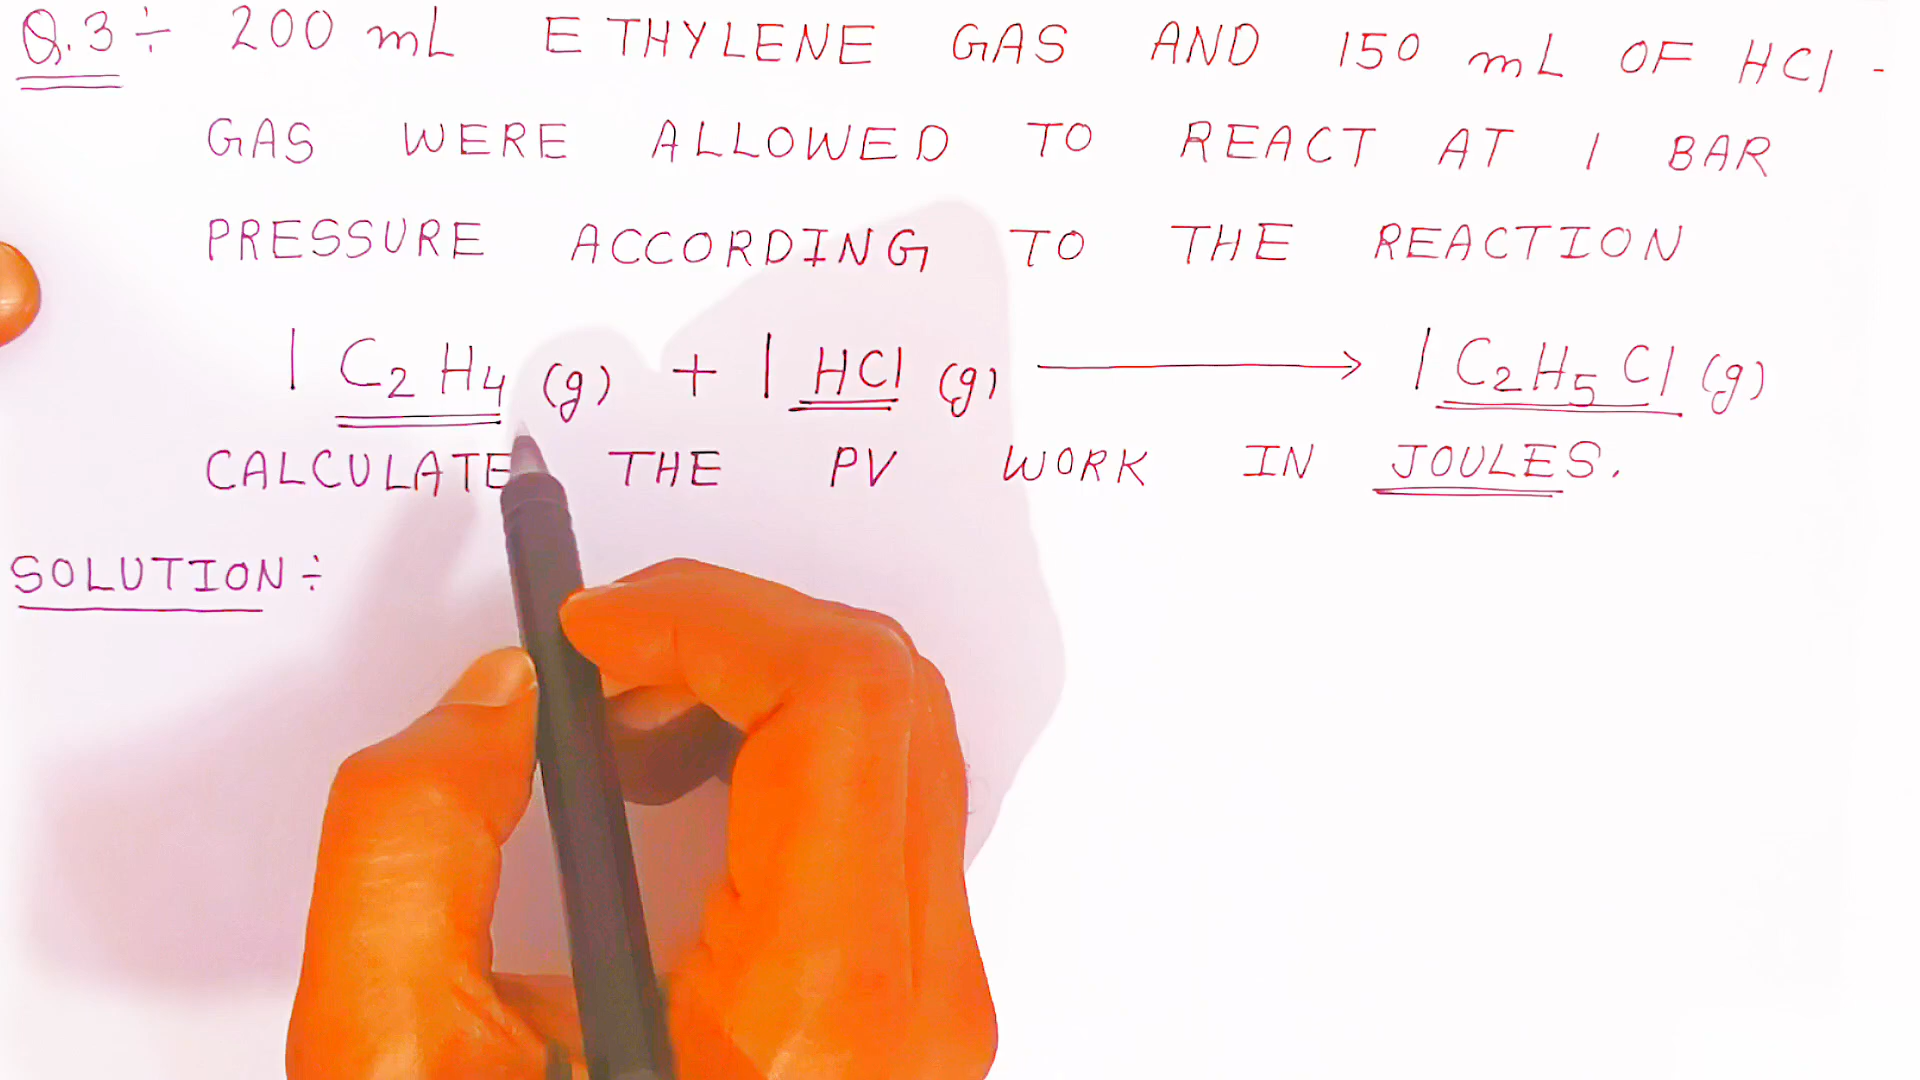 Q.3÷ 200 mL ETHYLENE GAS AND 150 mL OF HCl -
GAS WERE ALLOWED TO REACT AT 1 BAR
PRESSURE ACCORDING TO THE REACTION
1 C₂H₄ (g) + 1 HCl (g) ⟶ 1 C₂H₅Cl (g)
CALCULATE THE PV WORK IN JOULES.
SOLUTION÷